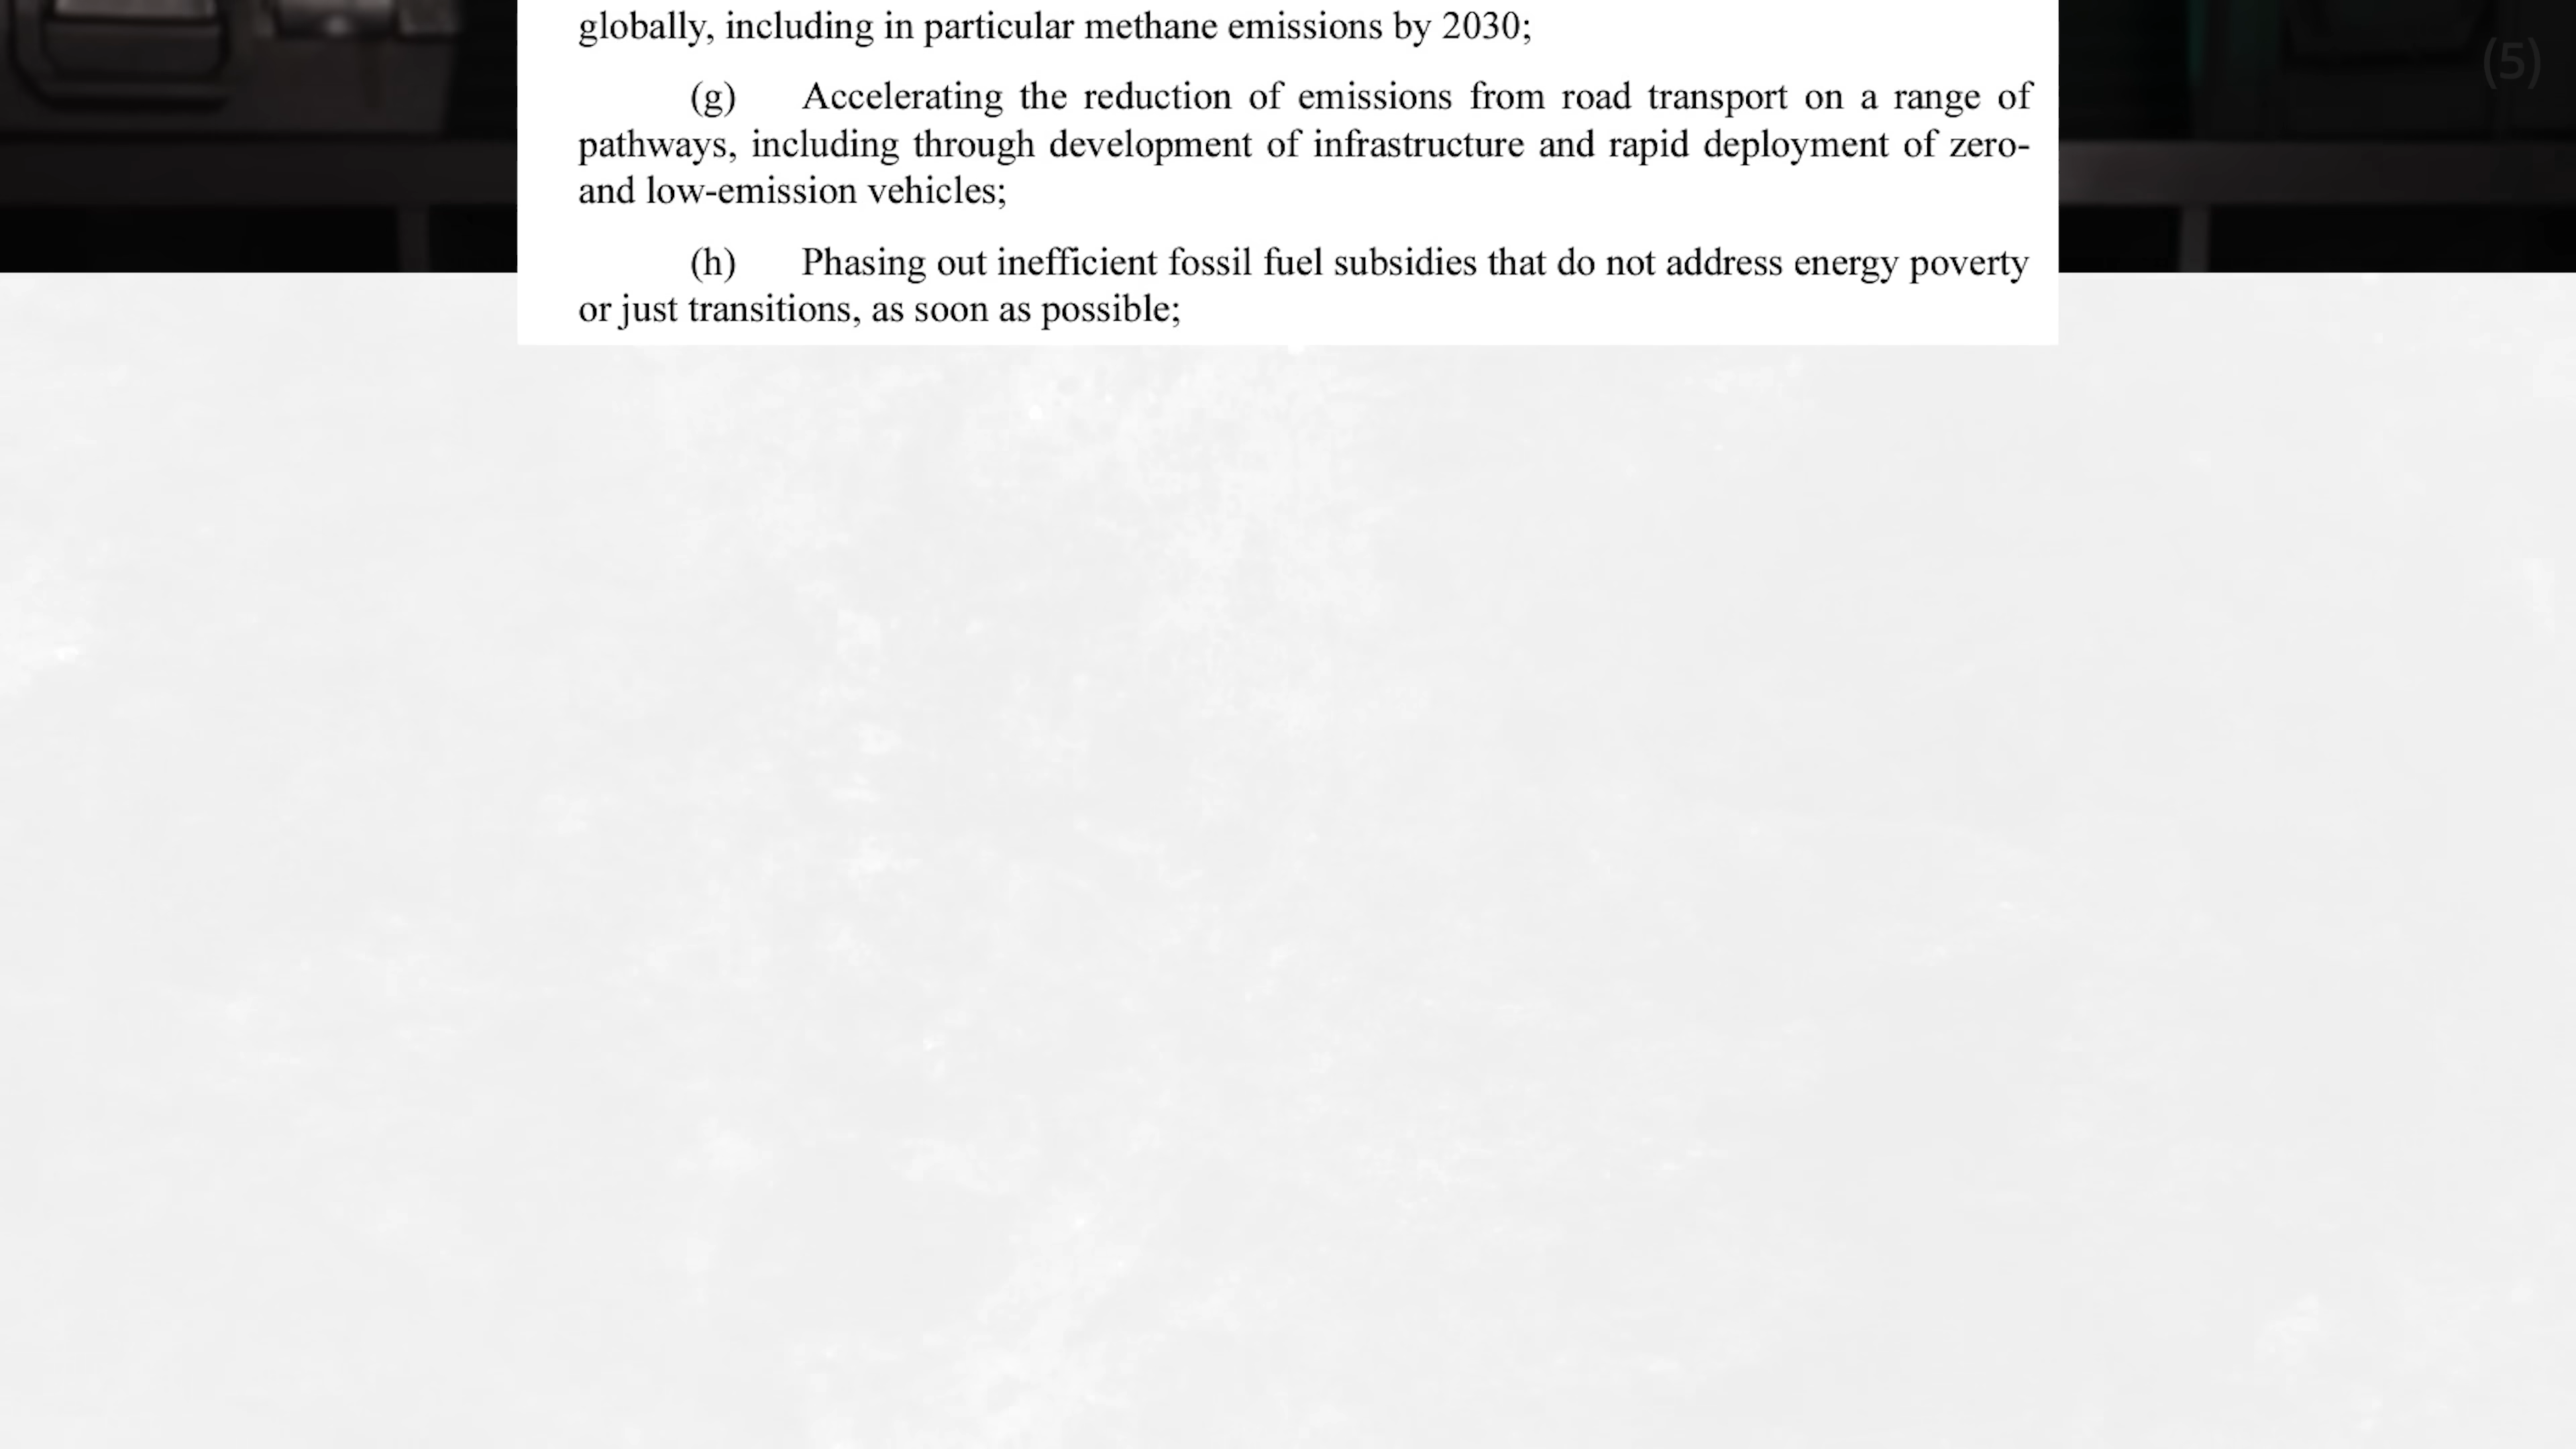 globally, including in particular methane emissions by 2030;
(5)
(g) Accelerating the reduction of emissions from road transport on a range of
pathways, including through development of infrastructure and rapid deployment of zero-
and low-emission vehicles;
(h) Phasing out inefficient fossil fuel subsidies that do not address energy poverty
or just transitions, as soon as possible;